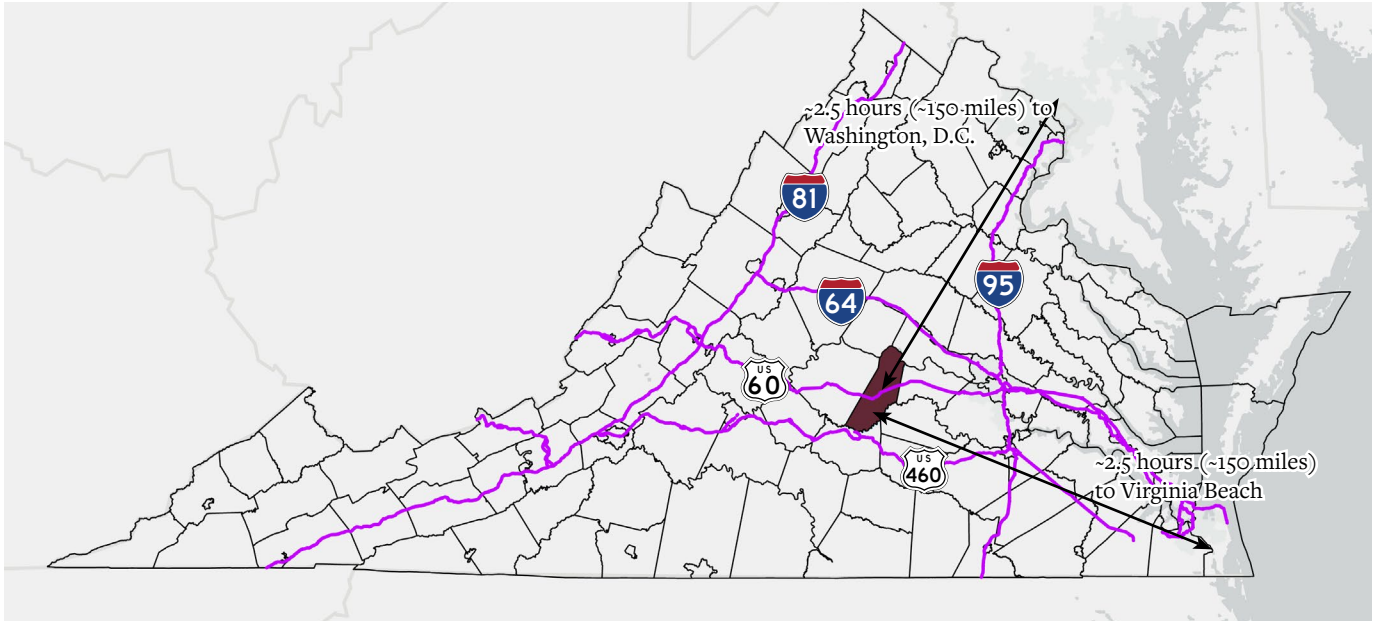 ~2.5 hours (~150 miles) to
Washington, D.C.
81
95
64
US
60
~2.5 hours (~150 miles)
to Virginia Beach
US
460